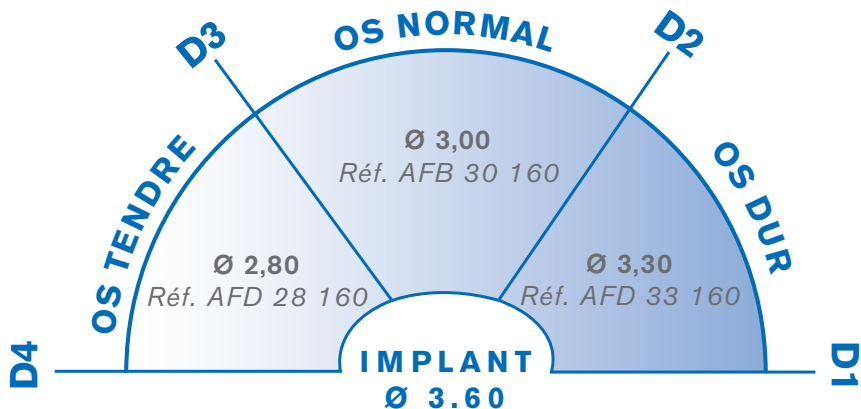 D3
OS NORMAL
D2
OS TENDRE
Ø 3,00
Réf. AFB 30 160
OS DUR
Ø 2,80
Réf. AFD 28 160
Ø 3,30
Réf. AFD 33 160
D4
IMPLANT
Ø 3.60
D1